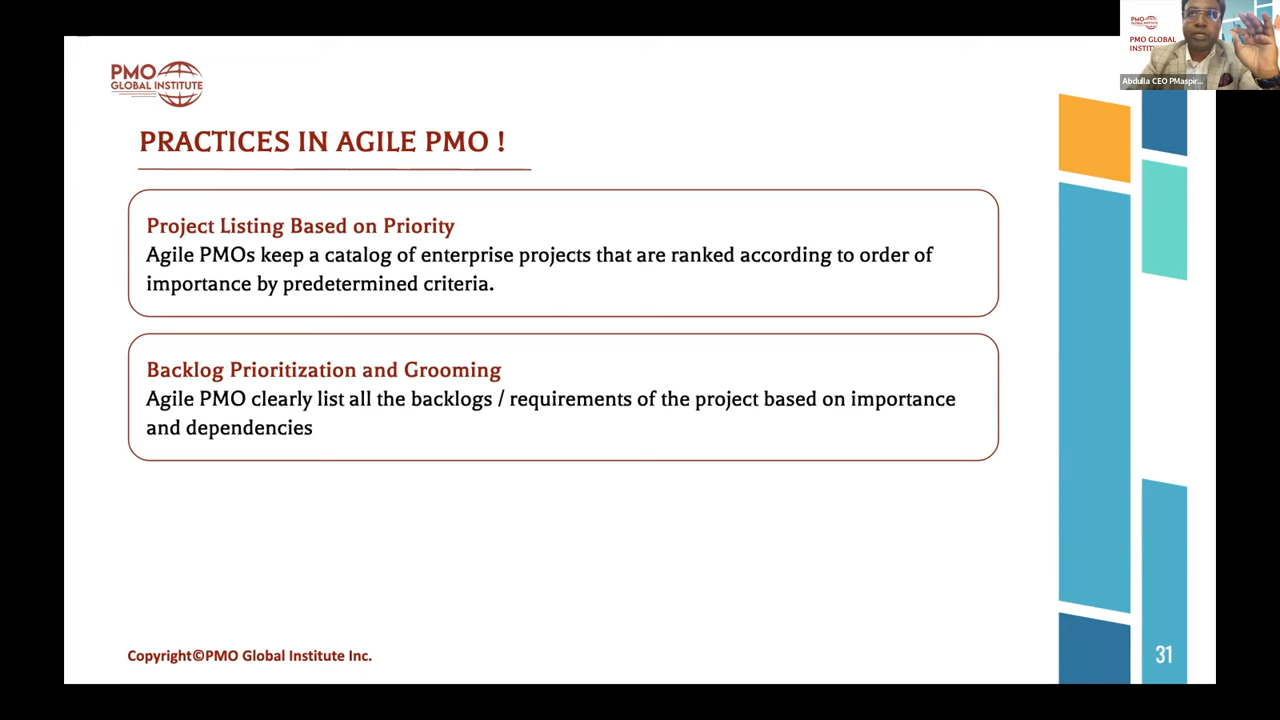 PMO
GLOBAL INSTITUTE
PRACTICES IN AGILE PMO !
Project Listing Based on Priority
Agile PMOs keep a catalog of enterprise projects that are ranked according to order of
importance by predetermined criteria.
Backlog Prioritization and Grooming
Agile PMO clearly list all the backlogs / requirements of the project based on importance
and dependencies
Copyright©PMO Global Institute Inc.
31
PMO
PMO GLOBAL
Abdulla CEO PMaspir...